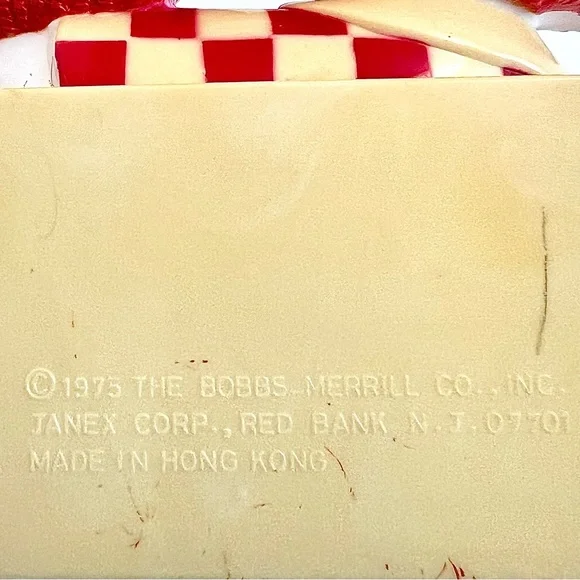 ©1975 THE BOBBS-MERRILL CO., INC.
JANEX CORP., RED BANK N.J. 07701
MADE IN HONG KONG